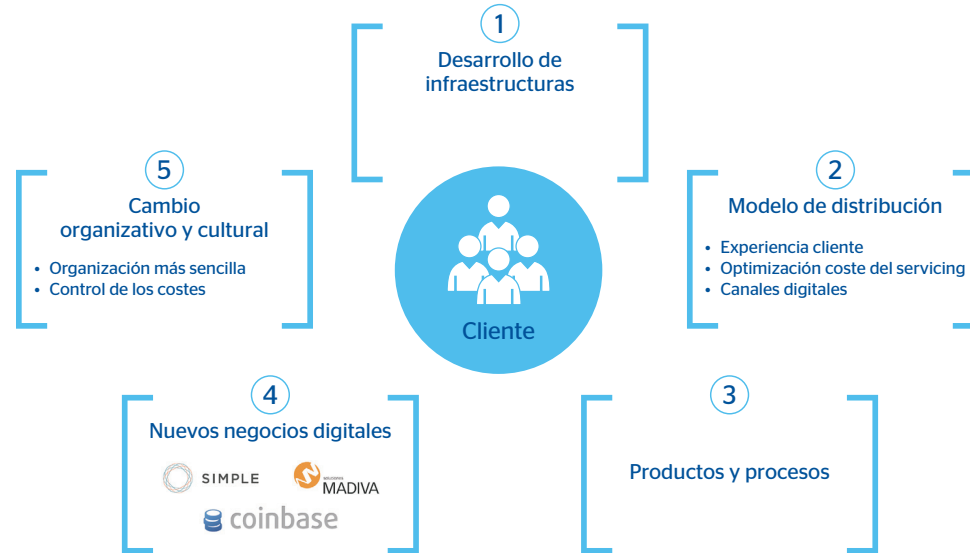 1
Desarrollo de
infraestructuras
2
Modelo de distribución
• Experiencia cliente
• Optimización coste del servicing
• Canales digitales
3
Productos y procesos
4
Nuevos negocios digitales
SIMPLE
soluciones
MADIVA
coinbase
5
Cambio
organizativo y cultural
• Organización más sencilla
• Control de los costes
Cliente